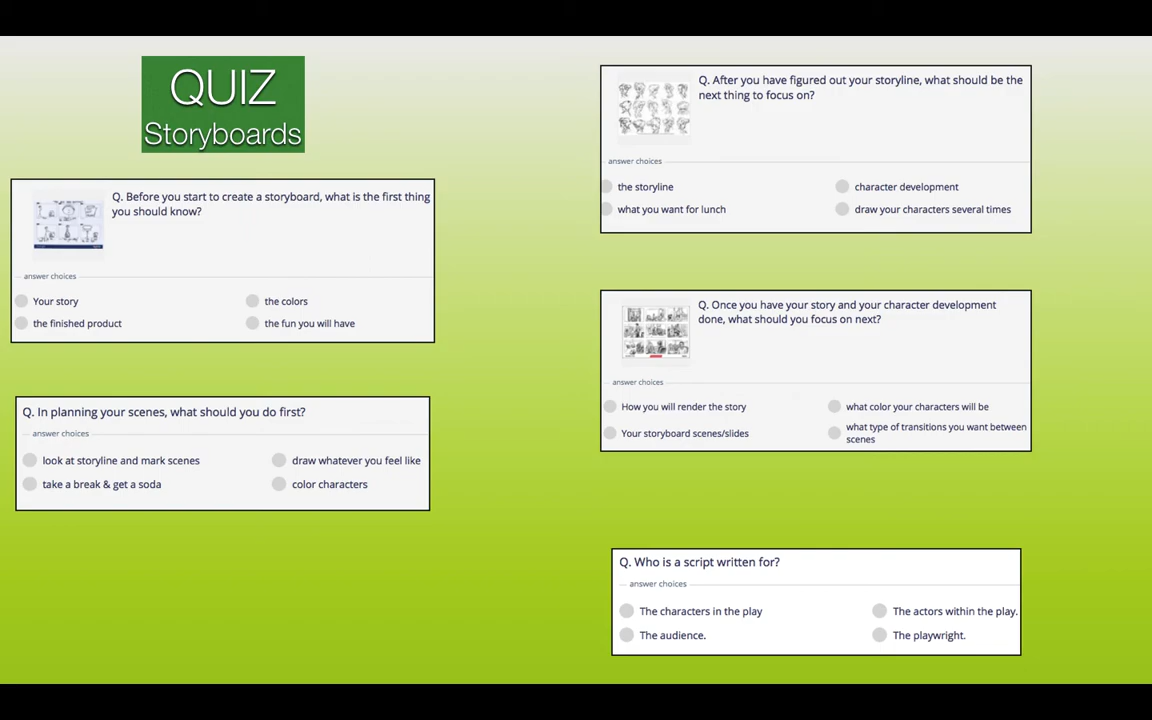 QUIZ
Storyboards
Q. Before you start to create a storyboard, what is the first thing
you should know?
answer choices
Your story
the colors
the finished product
the fun you will have
Q. In planning your scenes, what should you do first?
answer choices
look at storyline and mark scenes
draw whatever you feel like
take a break & get a soda
color characters
Q. After you have figured out your storyline, what should be the
next thing to focus on?
answer choices
the storyline
character development
what you want for lunch
draw your characters several times
Q. Once you have your story and your character development
done, what should you focus on next?
answer choices
How you will render the story
what color your characters will be
Your storyboard scenes/slides
what type of transitions you want between
scenes
Q. Who is a script written for?
answer choices
The characters in the play
The actors within the play.
The audience.
The playwright.